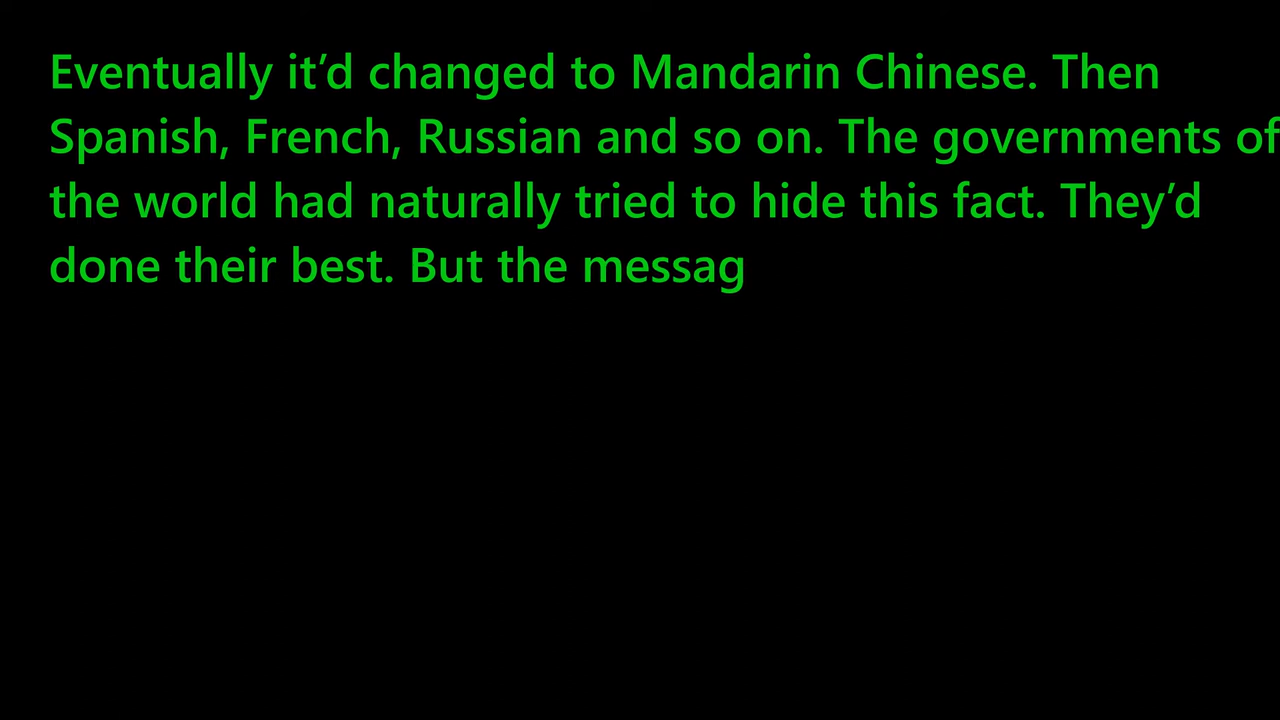 Eventually it’d changed to Mandarin Chinese. Then
Spanish, French, Russian and so on. The governments of
the world had naturally tried to hide this fact. They’d
done their best. But the messag